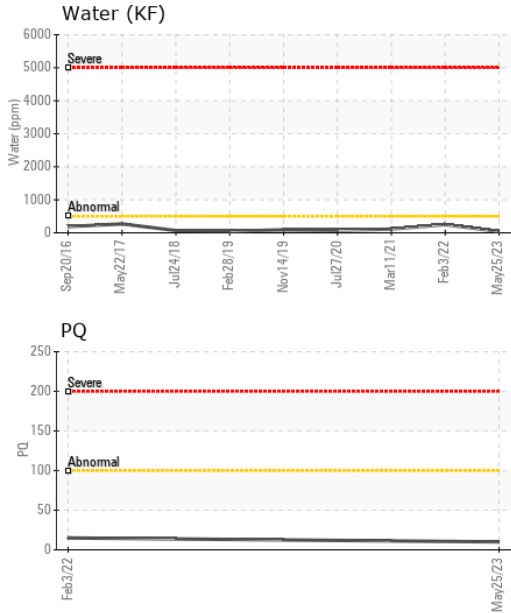 Water (KF)
6000
5000
4000
3000
2000
1000
0
Water (ppm)
Severe
Abnormal
Sep20/16
May22/17
Jul24/18
Feb28/19
Nov14/19
Jul27/20
Mar11/21
Feb3/22
May25/23
PQ
250
200
150
100
50
0
PQ
Severe
Abnormal
Feb3/22
May25/23